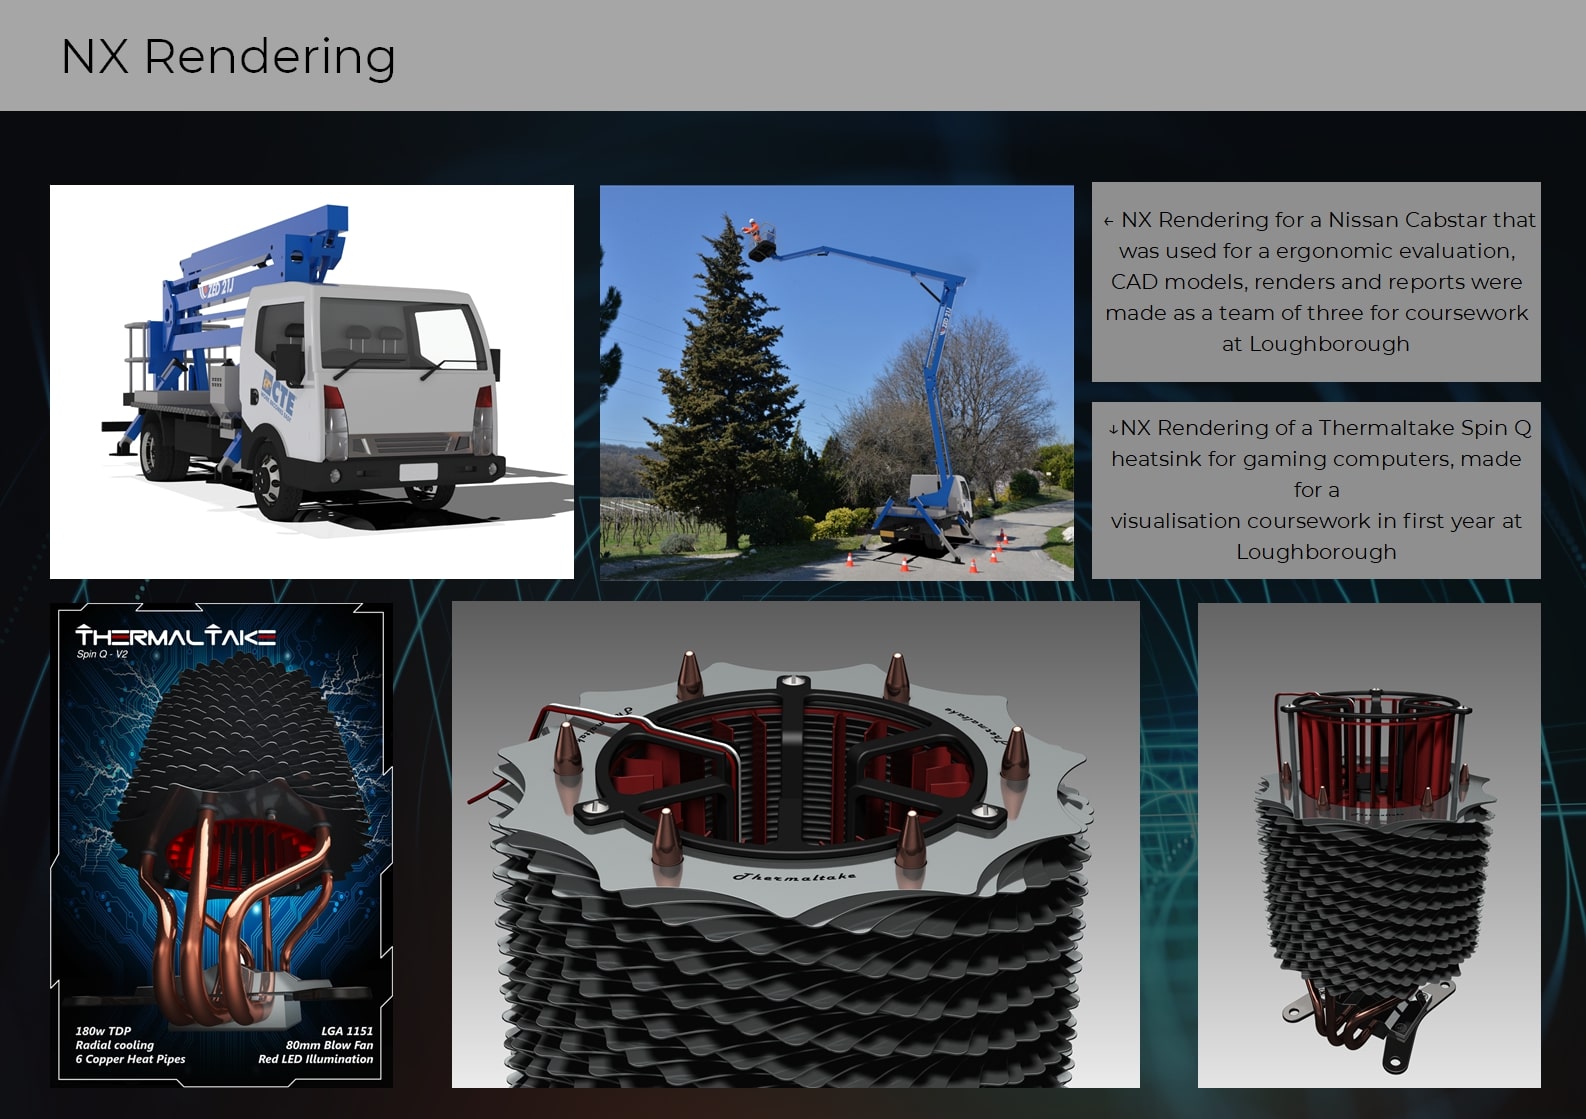 NX Rendering
ZED 21J
CTE
ZED 21J
← NX Rendering for a Nissan Cabstar that
was used for a ergonomic evaluation,
CAD models, renders and reports were
made as a team of three for coursework
at Loughborough
↓NX Rendering of a Thermaltake Spin Q
heatsink for gaming computers, made
for a
visualisation coursework in first year at
Loughborough
THERMALTAKE
Spin Q - V2
180w TDP
Radial cooling
6 Copper Heat Pipes
LGA 1151
80mm Blow Fan
Red LED Illumination
Thermaltake
Thermaltake
Thermaltake